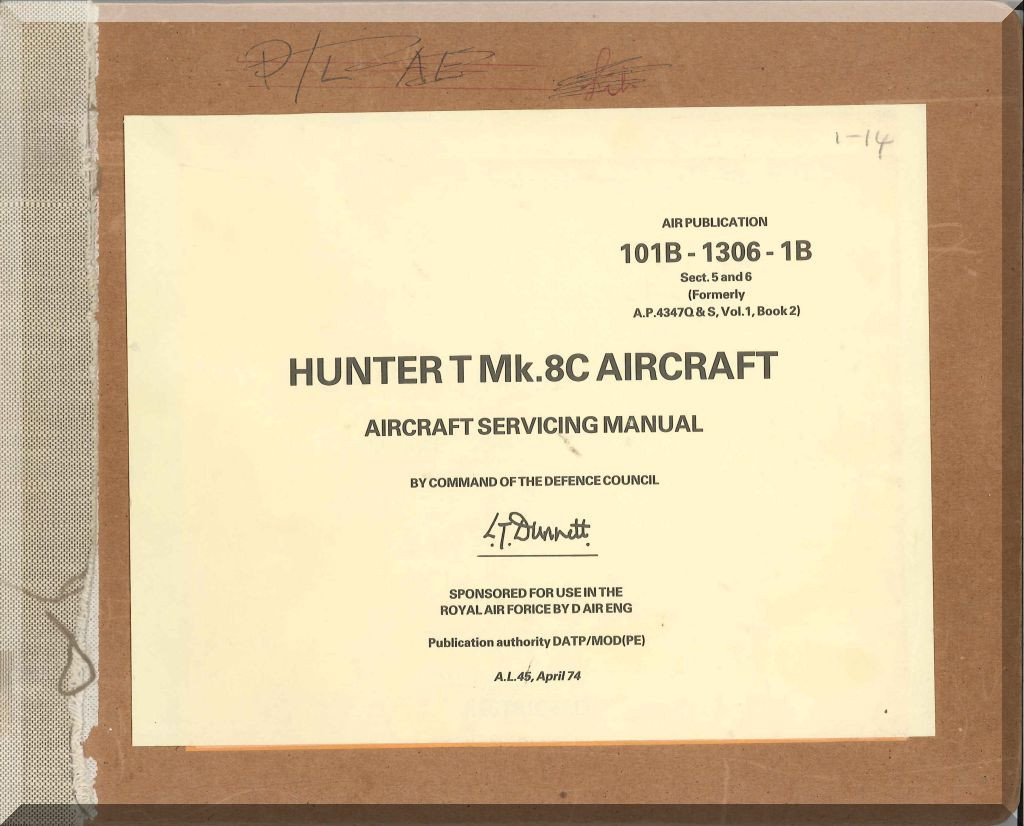 P/L AE
1-14
AIR PUBLICATION
101B - 1306 - 1B
Sect. 5 and 6
(Formerly
A.P.4347Q & S, Vol.1, Book 2)
HUNTER T Mk.8C AIRCRAFT
AIRCRAFT SERVICING MANUAL
BY COMMAND OF THE DEFENCE COUNCIL
L.T. Dunnett.
SPONSORED FOR USE IN THE
ROYAL AIR FORICE BY D AIR ENG
Publication authority DATP/MOD(PE)
A.L.45, April 74